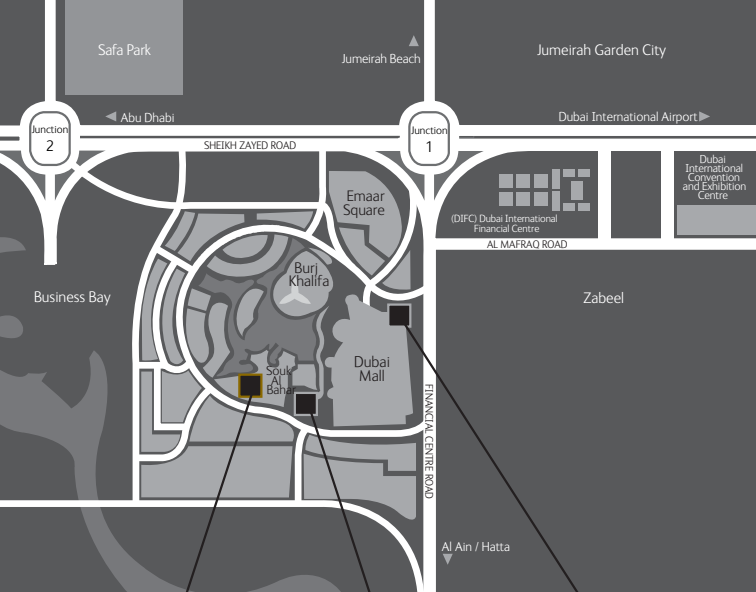 Safa Park
Jumeirah Beach
Jumeirah Garden City
Abu Dhabi
Dubai International Airport
Junction
2
Junction
1
SHEIKH ZAYED ROAD
Dubai
International
Convention
and Exhibition
Centre
Emaar
Square
(DIFC) Dubai International
Financial Centre
AL MAFRAQ ROAD
Burj
Khalifa
Business Bay
Zabeel
Dubai
Mall
Souk
Al
Bahar
FINANCIAL CENTRE ROAD
Al Ain / Hatta